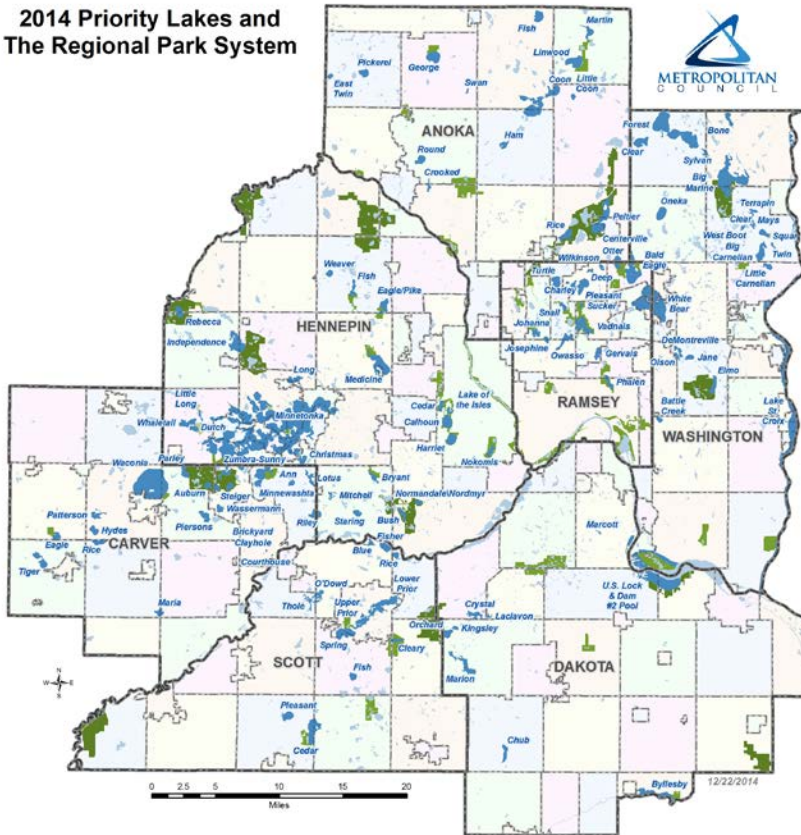 2014 Priority Lakes and
The Regional Park System
METROPOLITAN
COUNCIL
Fish
Martin
Pickerel
George
Linwood
East
Twin
Swan
Coon
Little
Coon
ANOKA
Ham
Round
Crooked
Forest
Bone
Clear
Sylvan
Big
Marine
Oneka
Terrapin
Clear
Mays
Peltier
Rice
Centerville
West Boot
Big
Carnelian
Square
Twin
Otter
Wilkinson
Bald
Eagle
Little
Carnelian
Turtle
Deep
Charley
Pleasant
Sucker
White
Bear
Weaver
Fish
Eagle/Pike
Snail
Johanna
Vadnais
HENNEPIN
Rebecca
Independence
Josephine
Owasso
Gervais
DeMontreville
Olson
Jane
Elmo
Long
Medicine
Phalen
Little
Long
Minnetonka
Lake of
the Isles
RAMSEY
Battle
Creek
Lake
St.
Croix
Whaletail
Dutch
Cedar
Calhoun
WASHINGTON
Harriet
Christmas
Parley
Zumbra-Sunny
Nokomis
Waconia
Ann
Lotus
Bryant
Auburn
Steiger
Minnewashta
Mitchell
Normandale
Nordmyr
Patterson
Wassermann
Piersons
Riley
Staring
Bush
Hydes
Brickyard
Clayhole
Fisher
Marcott
Eagle
Rice
CARVER
Blue
Rice
Courthouse
Tiger
O'Dowd
Lower
Prior
U.S. Lock
& Dam
#2 Pool
Thole
Upper
Prior
Crystal
Laclavon
Maria
Orchard
Kingsley
Spring
Cleary
SCOTT
Fish
DAKOTA
Marion
Pleasant
Cedar
Chub
Byllesby
N
W
E
S
0 2.5 5 10 15 20
Miles
12/22/2014